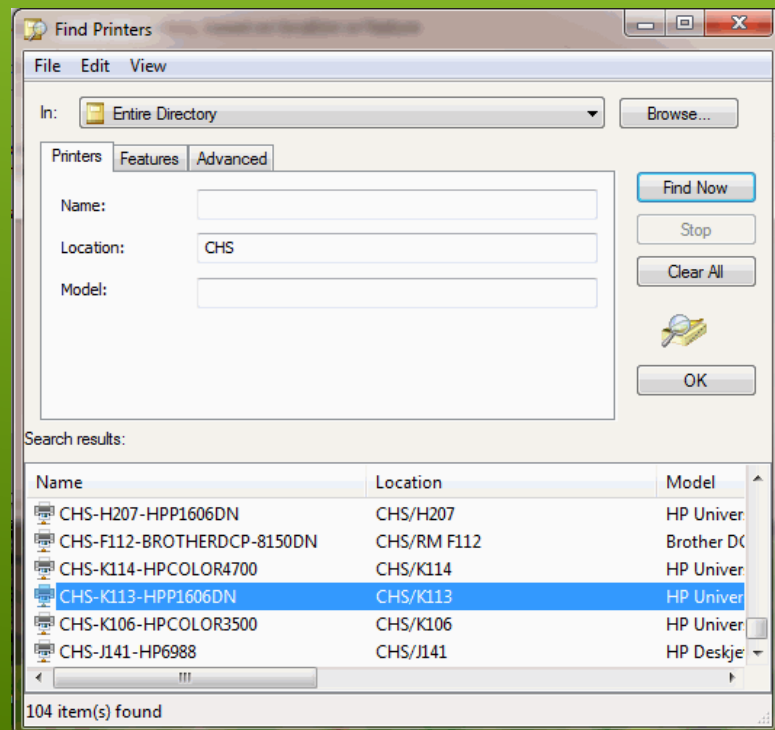 Find Printers
File Edit View
In: Entire Directory Browse...
Printers Features Advanced
Find Now
Name:
Stop
Location: CHS
Clear All
Model:
OK
Search results:
Name Location Model
CHS-H207-HPP1606DN CHS/H207 HP Univer
CHS-F112-BROTHERDCP-8150DN CHS/RM F112 Brother DC
CHS-K114-HPCOLOR4700 CHS/K114 HP Univer
CHS-K113-HPP1606DN CHS/K113 HP Univer
CHS-K106-HPCOLOR3500 CHS/K106 HP Univer
CHS-J141-HP6988 CHS/J141 HP Deskje
104 item(s) found